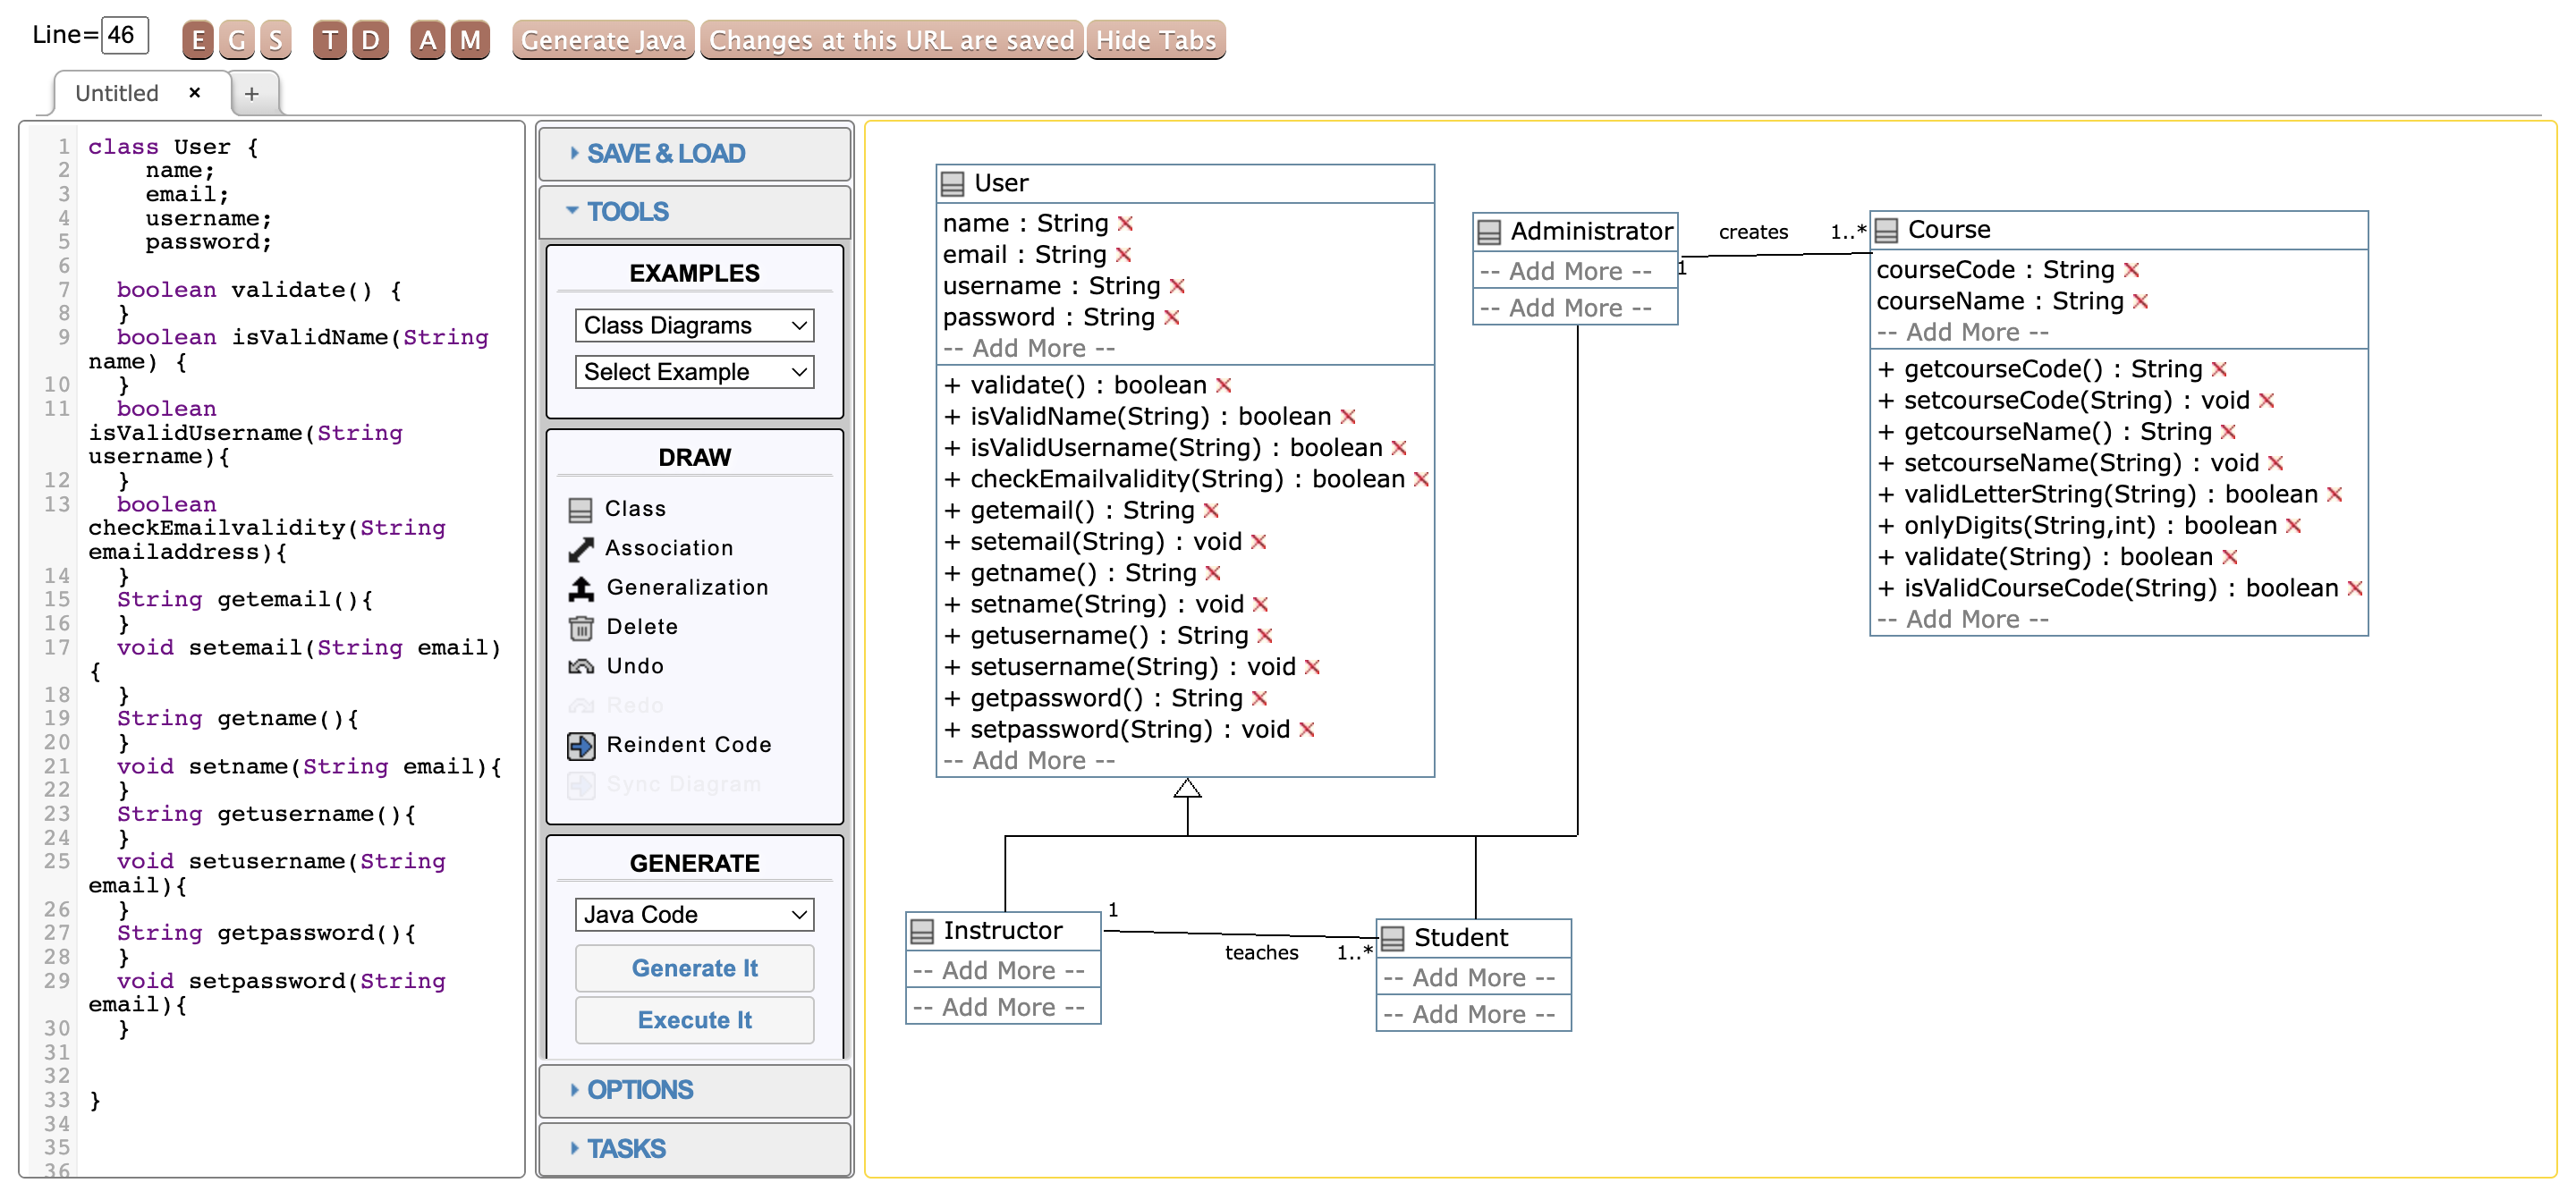 Line= 46 E G S T D A M Generate Java Changes at this URL are saved Hide Tabs
Untitled × +
1 class User {
2 name;
3 email;
4 username;
5 password;
6
7 boolean validate() {
8 }
9 boolean isValidName(String
name) {
10 }
11 boolean
isValidUsername(String
username){
12 }
13 boolean
checkEmailvalidity(String
emailaddress){
14 }
15 String getemail(){
16 }
17 void setemail(String email)
{
18 }
19 String getname(){
20 }
21 void setname(String email){
22 }
23 String getusername(){
24 }
25 void setusername(String
email){
26 }
27 String getpassword(){
28 }
29 void setpassword(String
email){
30 }
31
32
33 }
34
35
36
SAVE & LOAD
TOOLS
EXAMPLES
Class Diagrams
Select Example
DRAW
Class
Association
Generalization
Delete
Undo
Redo
Reindent Code
Sync Diagram
GENERATE
Java Code
Generate It
Execute It
OPTIONS
TASKS
User
name : String
email : String
username : String
password : String
-- Add More --
+ validate() : boolean
+ isValidName(String) : boolean
+ isValidUsername(String) : boolean
+ checkEmailvalidity(String) : boolean
+ getemail() : String
+ setemail(String) : void
+ getname() : String
+ setname(String) : void
+ getusername() : String
+ setusername(String) : void
+ getpassword() : String
+ setpassword(String) : void
-- Add More --
Administrator
-- Add More --
-- Add More --
creates
1..*
1
Course
courseCode : String
courseName : String
-- Add More --
+ getcourseCode() : String
+ setcourseCode(String) : void
+ getcourseName() : String
+ setcourseName(String) : void
+ validLetterString(String) : boolean
+ onlyDigits(String,int) : boolean
+ validate(String) : boolean
+ isValidCourseCode(String) : boolean
-- Add More --
Instructor
-- Add More --
-- Add More --
1
teaches
1..*
Student
-- Add More --
-- Add More --